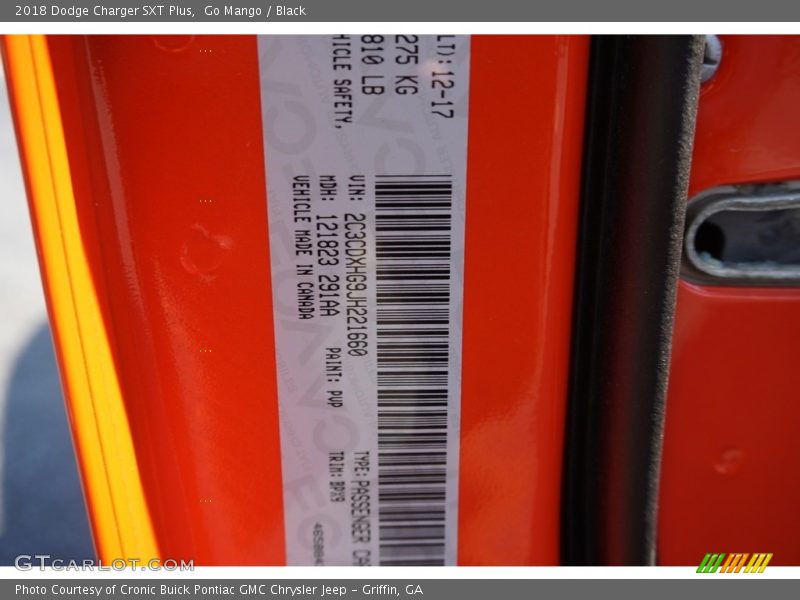 2018 Dodge Charger SXT Plus,  Go Mango / Black
LT): 12-17
275 KG
810 LB
HICLE SAFETY,
VIN: 2C3CDXHG9JH221660
MDH: 121823 291AA
VEHICLE MADE IN CANADA
PAINT: PVP
TYPE: PASSENGER CA
TRIM: BPX9
GTCARLOT.COM
Photo Courtesy of Cronic Buick Pontiac GMC Chrysler Jeep - Griffin, GA